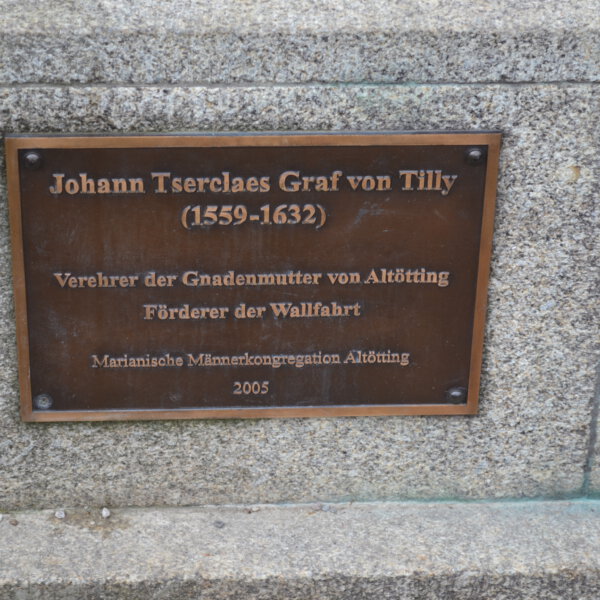 Johann Tserclaes Graf von Tilly
(1559-1632)
Verehrer der Gnadenmutter von Altötting
Förderer der Wallfahrt
Marianische Männerkongregation Altötting
2005